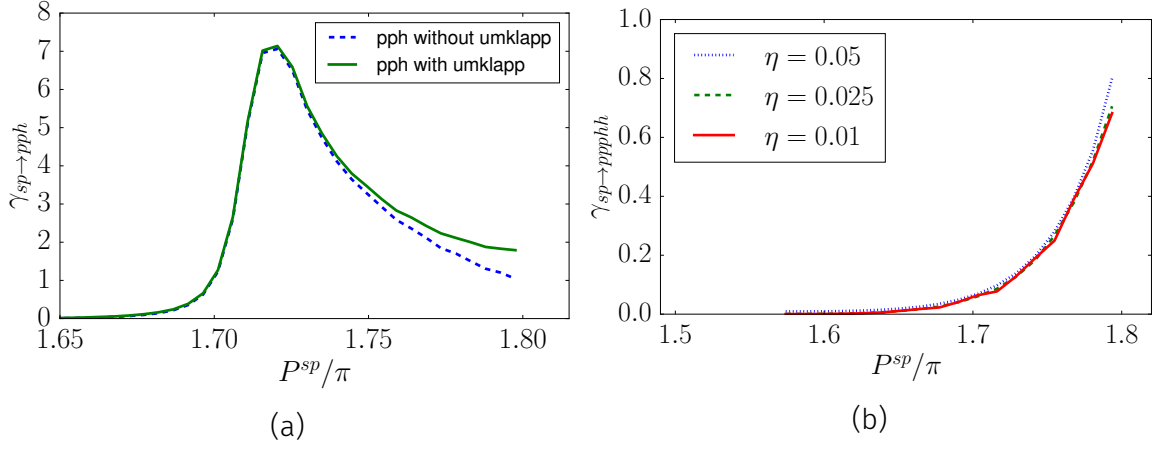 8
7
6
5
4
3
2
1
0
γ_{sp→pph}
pph without umklapp
pph with umklapp
1.65 1.70 1.75 1.80
P^{sp}/π
(a)
1.0
0.8
0.6
0.4
0.2
0.0
γ_{sp→ppphh}
η = 0.05
η = 0.025
η = 0.01
1.5 1.6 1.7 1.8
P^{sp}/π
(b)